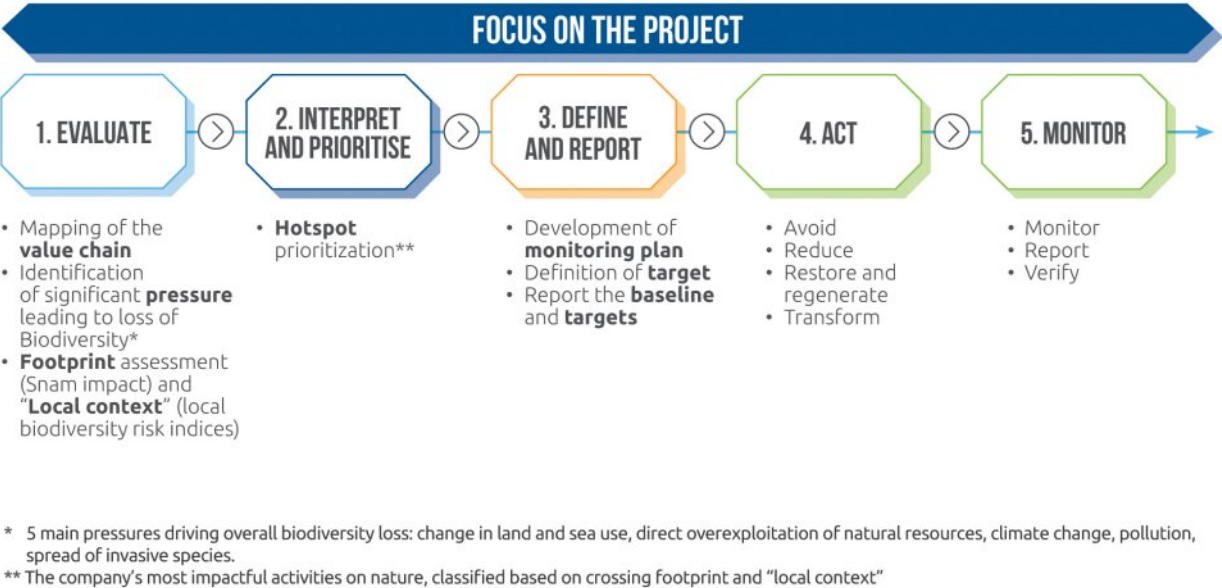 FOCUS ON THE PROJECT
1. EVALUATE
2. INTERPRET
AND PRIORITISE
3. DEFINE
AND REPORT
4. ACT
5. MONITOR
• Mapping of the
value chain
• Identification
of significant pressure
leading to loss of
Biodiversity*
• Footprint assessment
(Snam impact) and
“Local context” (local
biodiversity risk indices)
• Hotspot
prioritization**
• Development of
monitoring plan
• Definition of target
• Report the baseline
and targets
• Avoid
• Reduce
• Restore and
regenerate
• Transform
• Monitor
• Report
• Verify
* 5 main pressures driving overall biodiversity loss: change in land and sea use, direct overexploitation of natural resources, climate change, pollution,
spread of invasive species.
** The company’s most impactful activities on nature, classified based on crossing footprint and “local context”